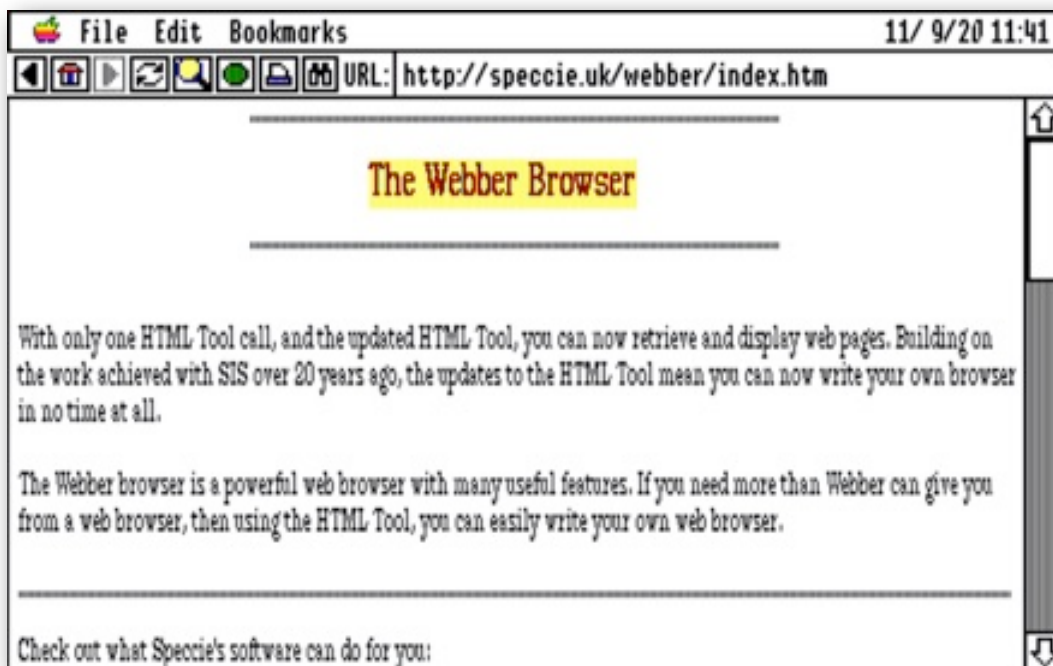 File Edit Bookmarks 11/ 9/20 11:41
URL: http://speccie.uk/webber/index.htm
The Webber Browser
With only one HTML Tool call, and the updated HTML Tool, you can now retrieve and display web pages. Building on
the work achieved with SIS over 20 years ago, the updates to the HTML Tool mean you can now write your own browser
in no time at all.
The Webber browser is a powerful web browser with many useful features. If you need more than Webber can give you
from a web browser, then using the HTML Tool, you can easily write your own web browser.
Check out what Speccie's software can do for you: